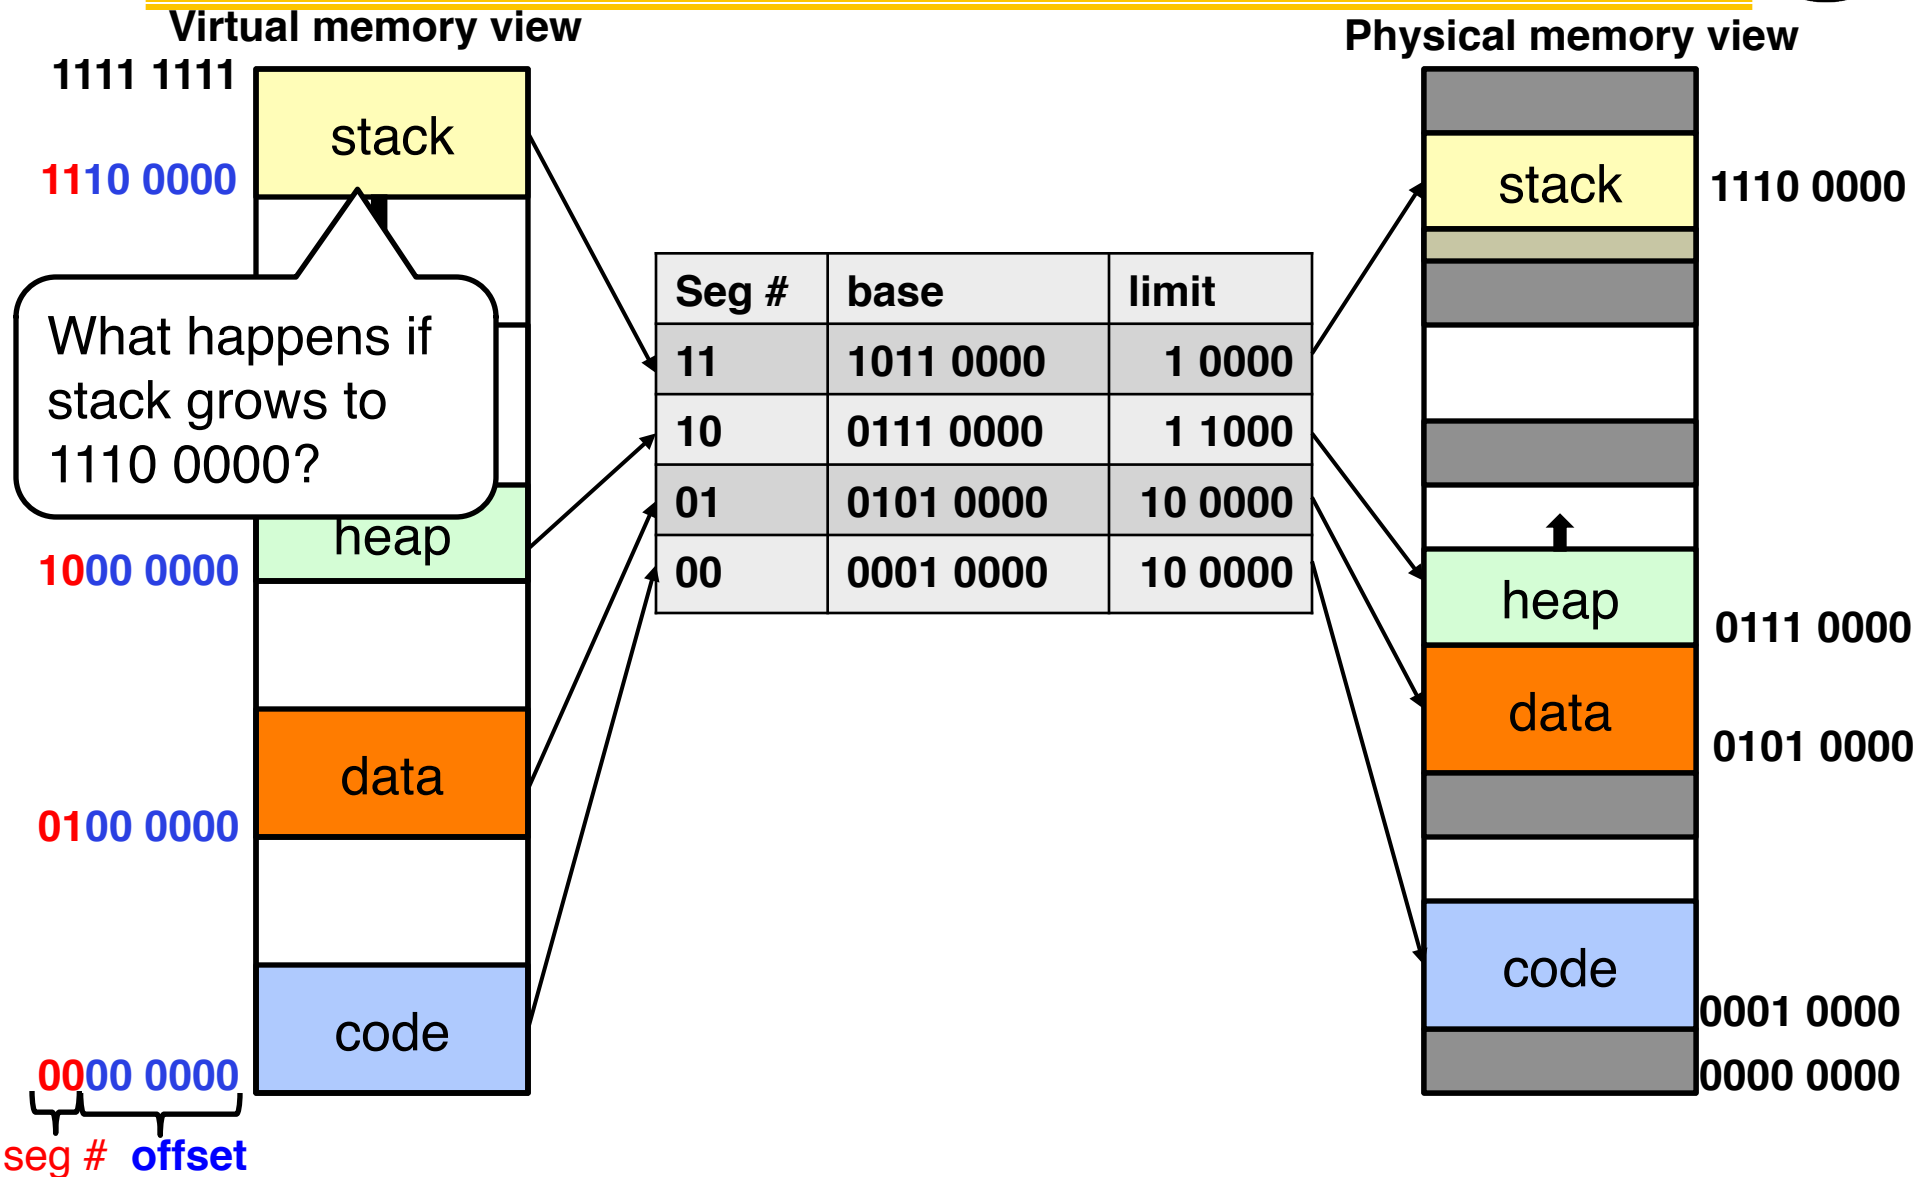 Virtual memory view
Physical memory view
1111 1111
stack
1110 0000
What happens if
stack grows to
1110 0000?
heap
1000 0000
data
0100 0000
code
0000 0000
seg # offset
Seg # base limit
11 1011 0000 1 0000
10 0111 0000 1 1000
01 0101 0000 10 0000
00 0001 0000 10 0000
stack
1110 0000
heap
0111 0000
data
0101 0000
code
0001 0000
0000 0000